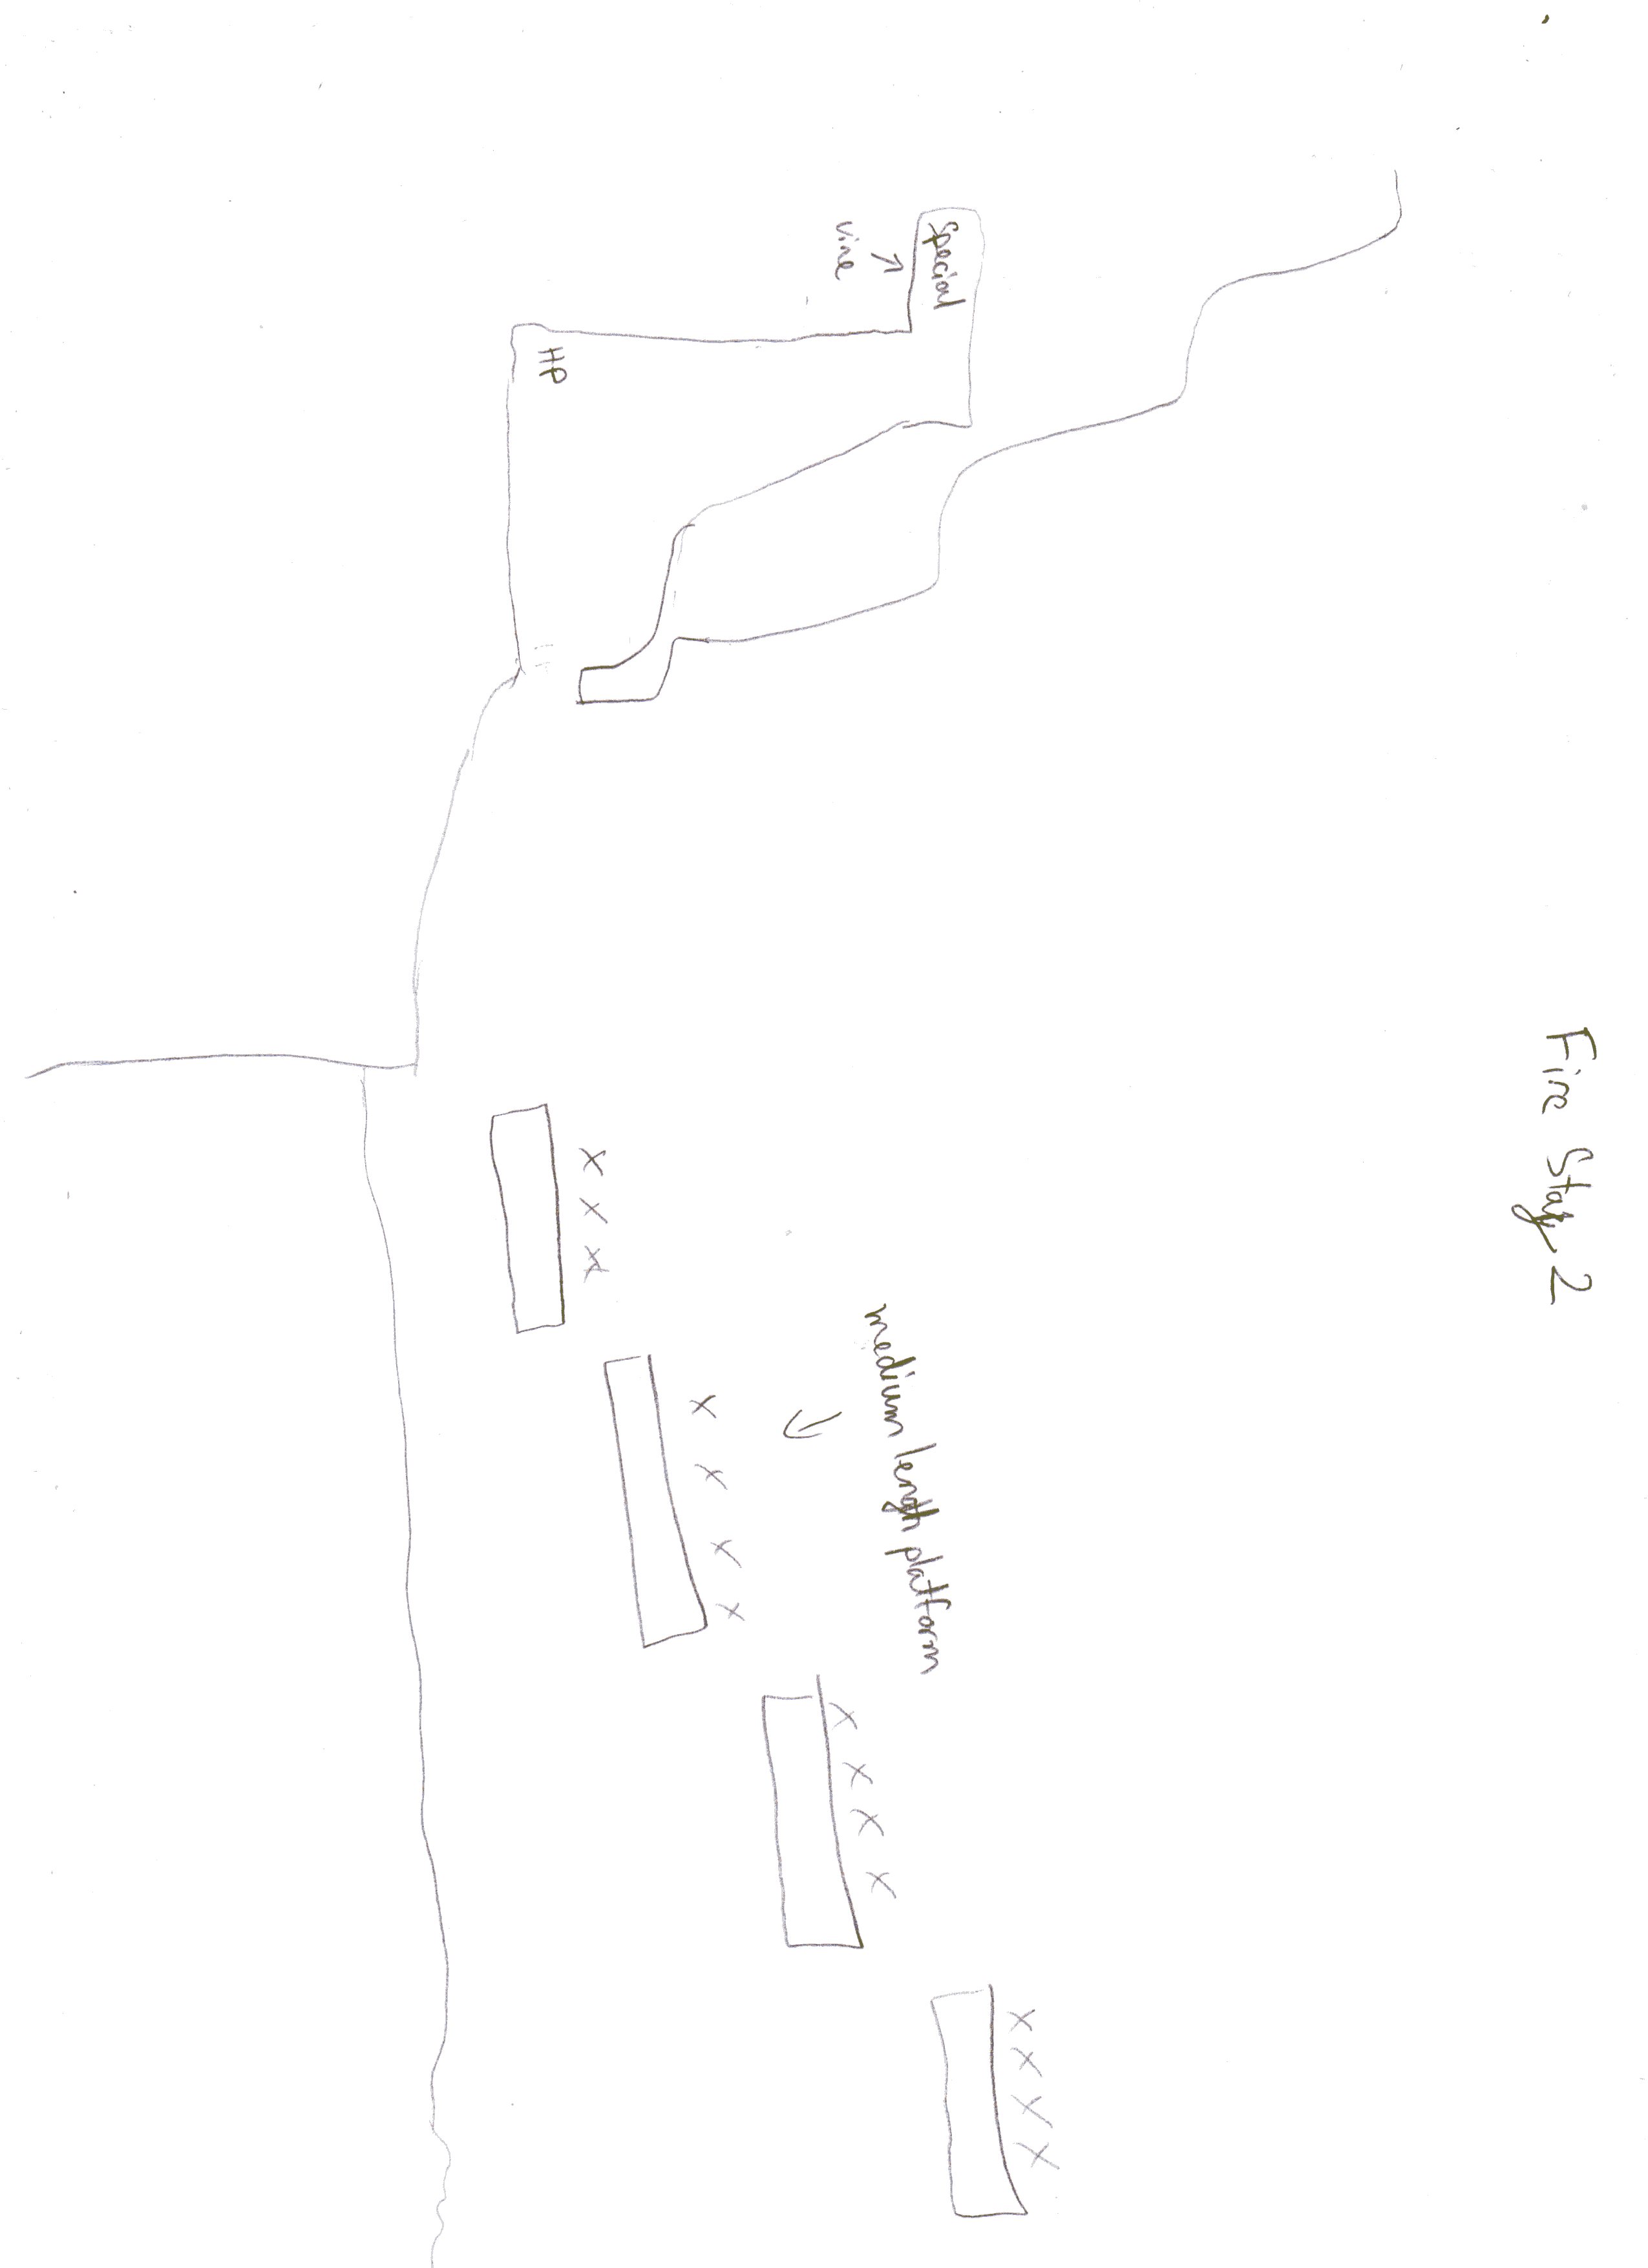 Fire Stage 2
Special
medium length platform
vine
HP